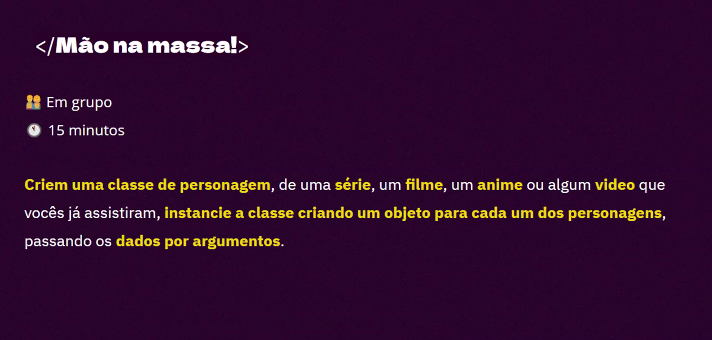 </Mão na massa!>
Em grupo
15 minutos
Criem uma classe de personagem, de uma série, um filme, um anime ou algum video que
vocês já assistiram, instancie a classe criando um objeto para cada um dos personagens,
passando os dados por argumentos.